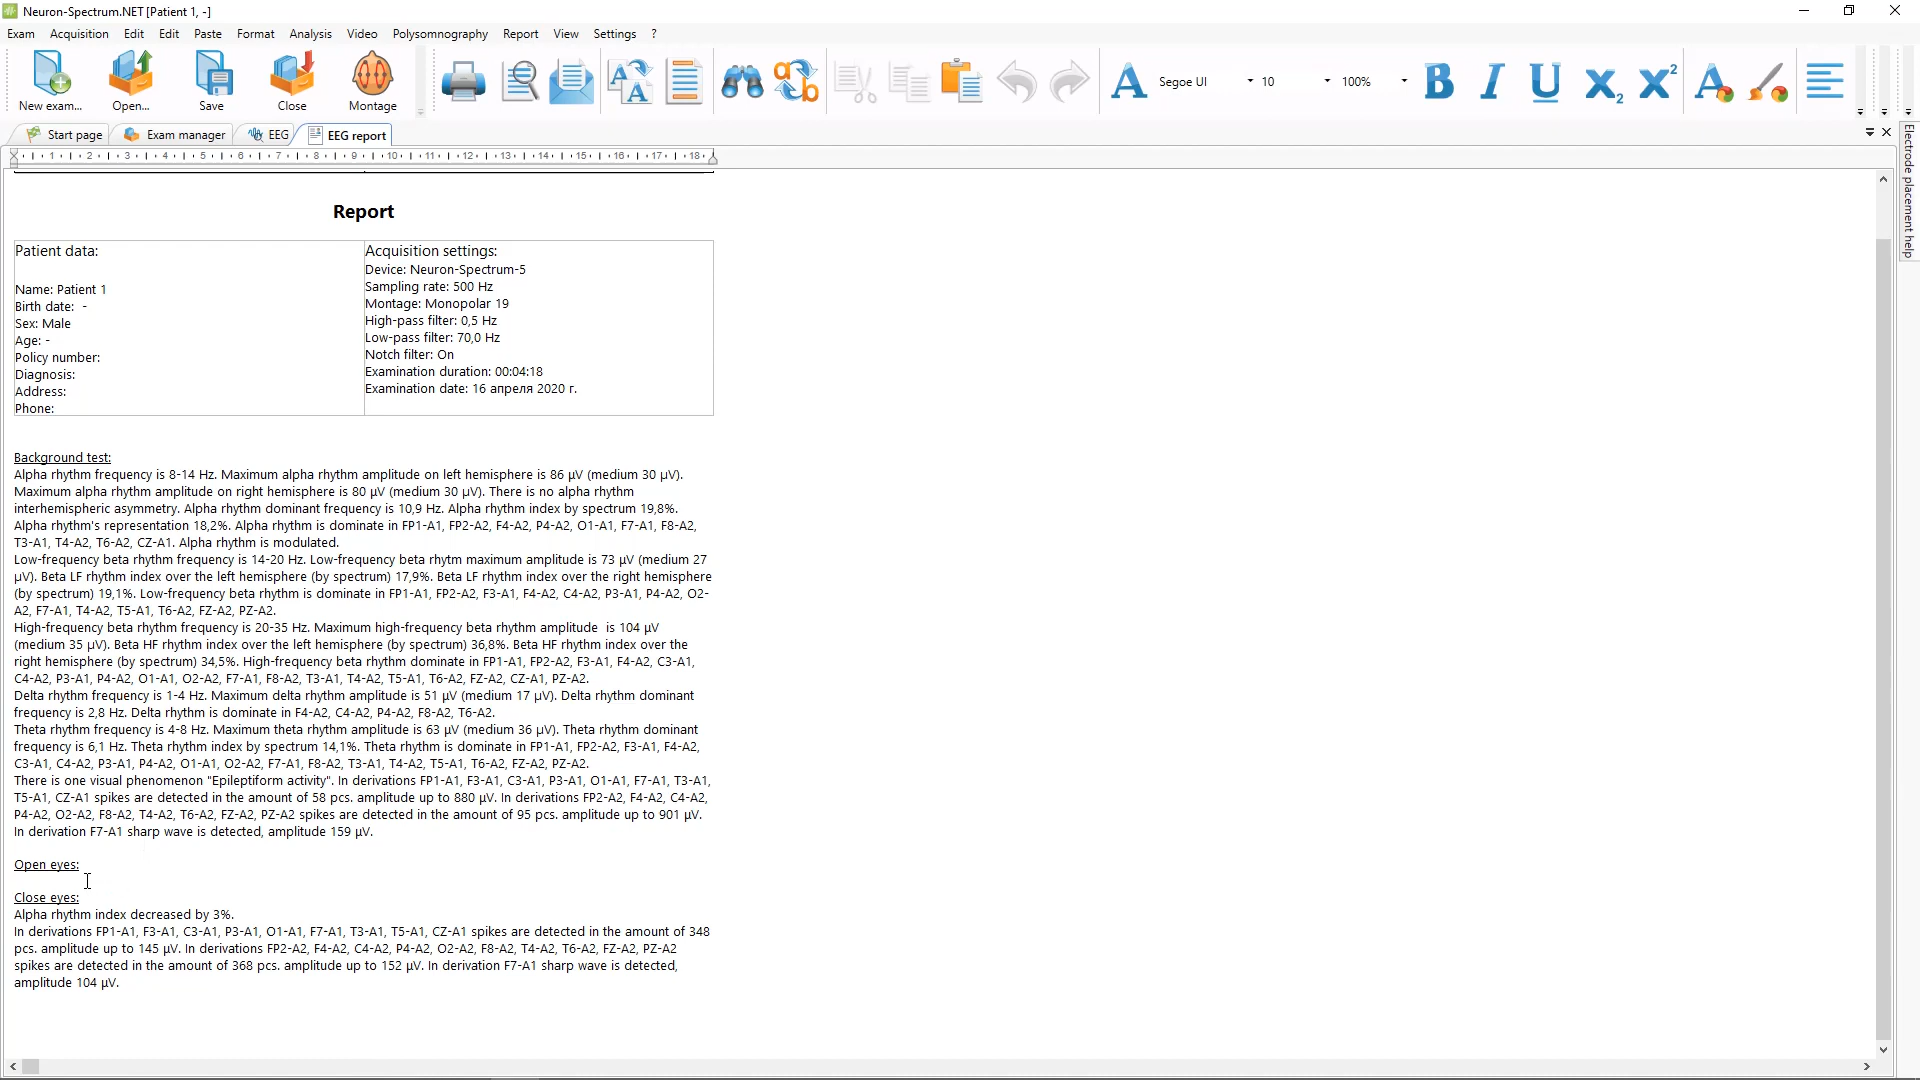 Neuron-Spectrum.NET [Patient 1, -]
Exam Acquisition Edit Edit Paste Format Analysis Video Polysomnography Report View Settings ?
New exam... Open... Save Close Montage Segoe UI 10 100%
Start page Exam manager EEG EEG report
1 2 3 4 5 6 7 8 9 10 11 12 13 14 15 16 17 18
Electrode placement help
Report
Patient data:
Name: Patient 1
Birth date: -
Sex: Male
Age: -
Policy number:
Diagnosis:
Address:
Phone:
Acquisition settings:
Device: Neuron-Spectrum-5
Sampling rate: 500 Hz
Montage: Monopolar 19
High-pass filter: 0,5 Hz
Low-pass filter: 70,0 Hz
Notch filter: On
Examination duration: 00:04:18
Examination date: 16 апреля 2020 г.
Background test:
Alpha rhythm frequency is 8-14 Hz. Maximum alpha rhythm amplitude on left hemisphere is 86 µV (medium 30 µV).
Maximum alpha rhythm amplitude on right hemisphere is 80 µV (medium 30 µV). There is no alpha rhythm
interhemispheric asymmetry. Alpha rhythm dominant frequency is 10,9 Hz. Alpha rhythm index by spectrum 19,8%.
Alpha rhythm's representation 18,2%. Alpha rhythm is dominate in FP1-A1, FP2-A2, F4-A2, P4-A2, O1-A1, F7-A1, F8-A2,
T3-A1, T4-A2, T6-A2, CZ-A1. Alpha rhythm is modulated.
Low-frequency beta rhythm frequency is 14-20 Hz. Low-frequency beta rhytm maximum amplitude is 73 µV (medium 27
µV). Beta LF rhythm index over the left hemisphere (by spectrum) 17,9%. Beta LF rhythm index over the right hemisphere
(by spectrum) 19,1%. Low-frequency beta rhythm is dominate in FP1-A1, FP2-A2, F3-A1, F4-A2, C4-A2, P3-A1, P4-A2, O2-
A2, F7-A1, T4-A2, T5-A1, T6-A2, FZ-A2, PZ-A2.
High-frequency beta rhythm frequency is 20-35 Hz. Maximum high-frequency beta rhythm amplitude  is 104 µV
(medium 35 µV). Beta HF rhythm index over the left hemisphere (by spectrum) 36,8%. Beta HF rhythm index over the
right hemisphere (by spectrum) 34,5%. High-frequency beta rhythm dominate in FP1-A1, FP2-A2, F3-A1, F4-A2, C3-A1,
C4-A2, P3-A1, P4-A2, O1-A1, O2-A2, F7-A1, F8-A2, T3-A1, T4-A2, T5-A1, T6-A2, FZ-A2, CZ-A1, PZ-A2.
Delta rhythm frequency is 1-4 Hz. Maximum delta rhythm amplitude is 51 µV (medium 17 µV). Delta rhythm dominant
frequency is 2,8 Hz. Delta rhythm is dominate in F4-A2, C4-A2, P4-A2, F8-A2, T6-A2.
Theta rhythm frequency is 4-8 Hz. Maximum theta rhythm amplitude is 63 µV (medium 36 µV). Theta rhythm dominant
frequency is 6,1 Hz. Theta rhythm index by spectrum 14,1%. Theta rhythm is dominate in FP1-A1, FP2-A2, F3-A1, F4-A2,
C3-A1, C4-A2, P3-A1, P4-A2, O1-A1, O2-A2, F7-A1, F8-A2, T3-A1, T4-A2, T5-A1, T6-A2, FZ-A2, PZ-A2.
There is one visual phenomenon "Epileptiform activity". In derivations FP1-A1, F3-A1, C3-A1, P3-A1, O1-A1, F7-A1, T3-A1,
T5-A1, CZ-A1 spikes are detected in the amount of 58 pcs. amplitude up to 880 µV. In derivations FP2-A2, F4-A2, C4-A2,
P4-A2, O2-A2, F8-A2, T4-A2, T6-A2, FZ-A2, PZ-A2 spikes are detected in the amount of 95 pcs. amplitude up to 901 µV.
In derivation F7-A1 sharp wave is detected, amplitude 159 µV.
Open eyes:
Close eyes:
Alpha rhythm index decreased by 3%.
In derivations FP1-A1, F3-A1, C3-A1, P3-A1, O1-A1, F7-A1, T3-A1, T5-A1, CZ-A1 spikes are detected in the amount of 348
pcs. amplitude up to 145 µV. In derivations FP2-A2, F4-A2, C4-A2, P4-A2, O2-A2, F8-A2, T4-A2, T6-A2, FZ-A2, PZ-A2
spikes are detected in the amount of 368 pcs. amplitude up to 152 µV. In derivation F7-A1 sharp wave is detected,
amplitude 104 µV.